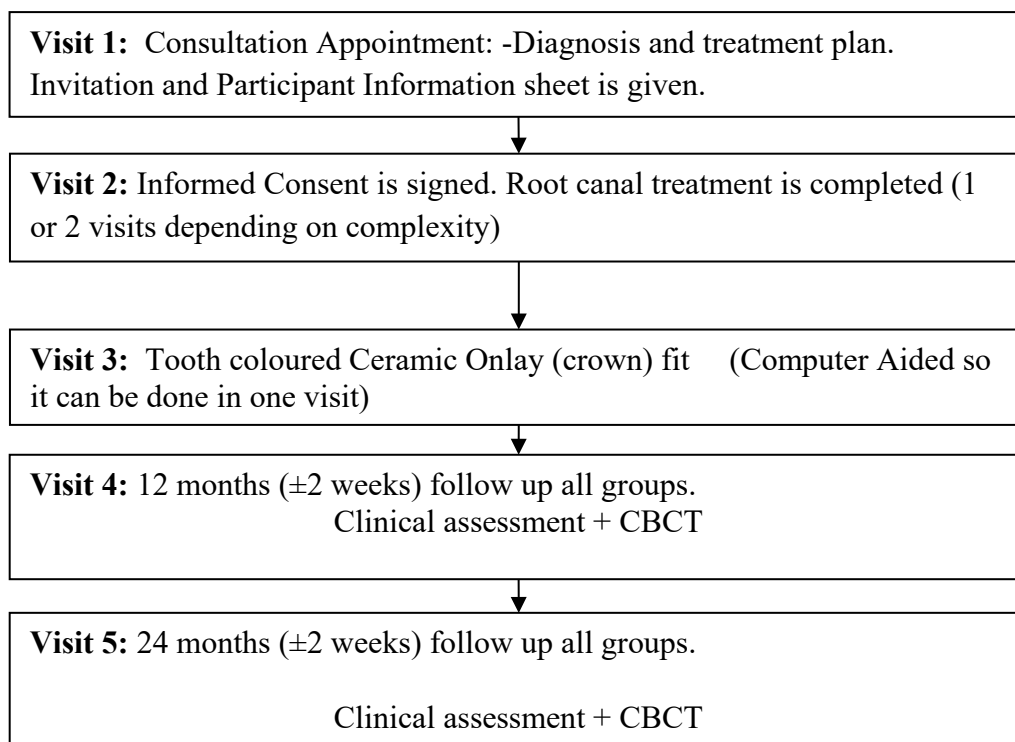 Visit 1: Consultation Appointment: -Diagnosis and treatment plan.
Invitation and Participant Information sheet is given.
Visit 2: Informed Consent is signed. Root canal treatment is completed (1
or 2 visits depending on complexity)
Visit 3: Tooth coloured Ceramic Onlay (crown) fit (Computer Aided so
it can be done in one visit)
Visit 4: 12 months (±2 weeks) follow up all groups.
Clinical assessment + CBCT
Visit 5: 24 months (±2 weeks) follow up all groups.
Clinical assessment + CBCT